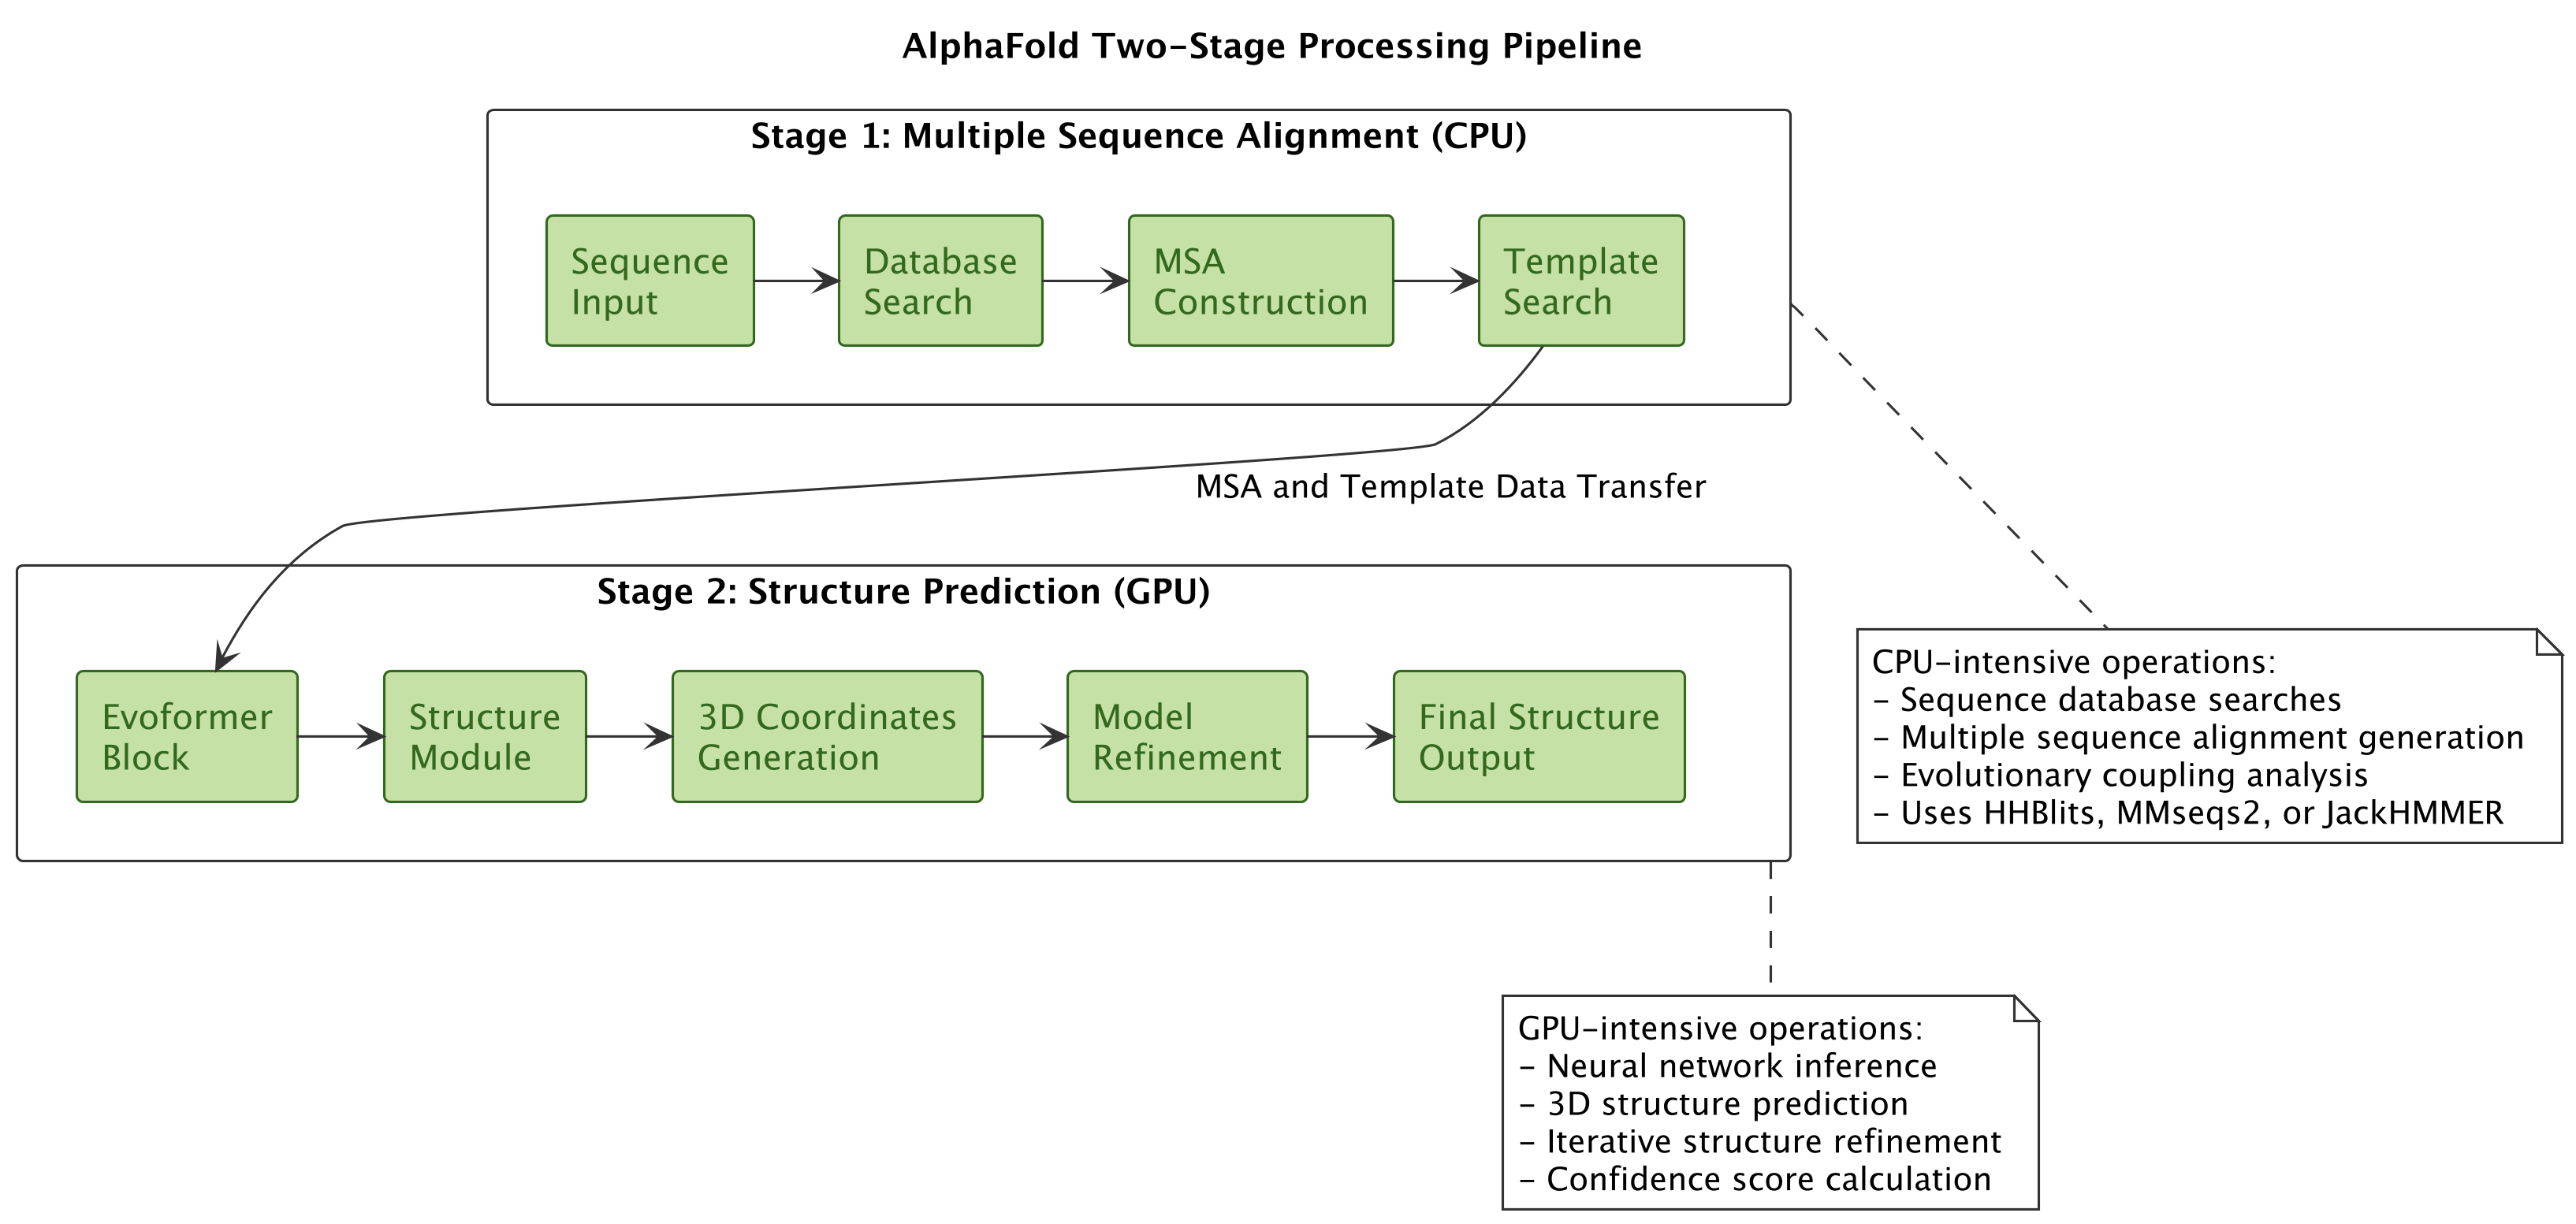 AlphaFold Two-Stage Processing Pipeline
Stage 1: Multiple Sequence Alignment (CPU)
Sequence
Input
Database
Search
MSA
Construction
Template
Search
MSA and Template Data Transfer
Stage 2: Structure Prediction (GPU)
Evoformer
Block
Structure
Module
3D Coordinates
Generation
Model
Refinement
Final Structure
Output
CPU-intensive operations:
- Sequence database searches
- Multiple sequence alignment generation
- Evolutionary coupling analysis
- Uses HHBlits, MMseqs2, or JackHMMER
GPU-intensive operations:
- Neural network inference
- 3D structure prediction
- Iterative structure refinement
- Confidence score calculation